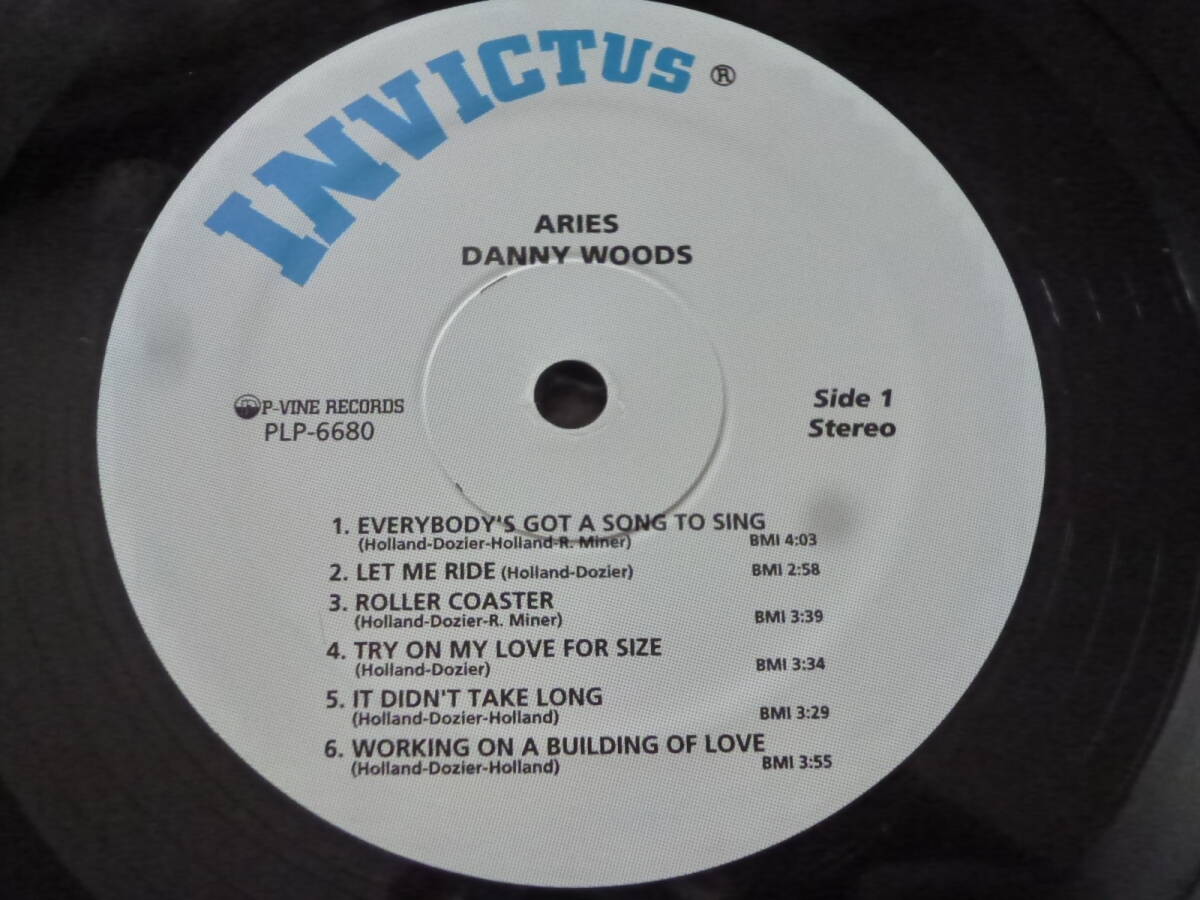 INVICTUS ®
ARIES
DANNY WOODS
P-VINE RECORDS
PLP-6680
Side 1
Stereo
1. EVERYBODY'S GOT A SONG TO SING
(Holland-Dozier-Holland-R. Miner) BMI 4:03
2. LET ME RIDE (Holland-Dozier) BMI 2:58
3. ROLLER COASTER
(Holland-Dozier-R. Miner) BMI 3:39
4. TRY ON MY LOVE FOR SIZE
(Holland-Dozier) BMI 3:34
5. IT DIDN'T TAKE LONG
(Holland-Dozier-Holland) BMI 3:29
6. WORKING ON A BUILDING OF LOVE
(Holland-Dozier-Holland) BMI 3:55